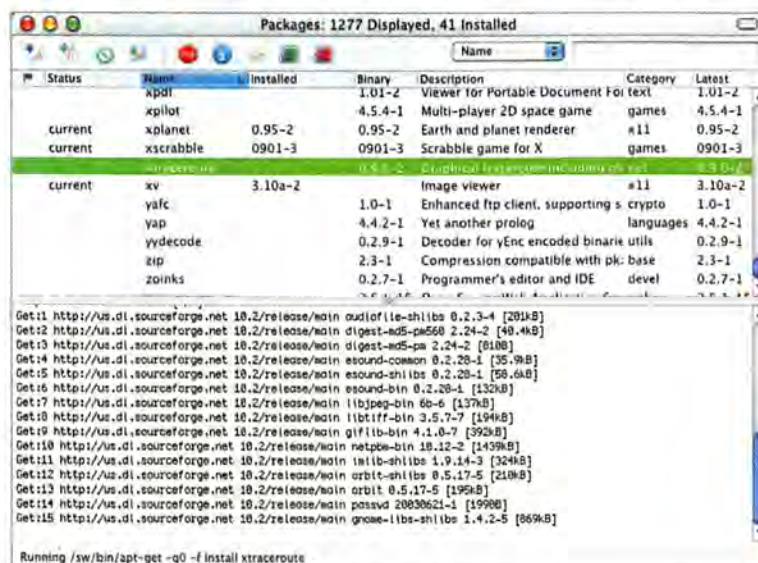 Packages: 1277 Displayed, 41 Installed
Name
Status Name Installed Binary Description Category Latest
xpdf 1.01-2 Viewer for Portable Document For text 1.01-2
xpilot 4.5.4-1 Multi-player 2D space game games 4.5.4-1
current xplanet 0.95-2 0.95-2 Earth and planet renderer x11 0.95-2
current xscrabble 0901-3 0901-3 Scrabble game for X games 0901-3
xtraceroute Graphical traceroute including
current xv 3.10a-2 Image viewer x11 3.10a-2
yafc 1.0-1 Enhanced ftp client, supporting s crypto 1.0-1
yap 4.4.2-1 Yet another prolog languages 4.4.2-1
yydecode 0.2.9-1 Decoder for yEnc encoded binarie utils 0.2.9-1
zip 2.3-1 Compression compatible with pk: base 2.3-1
zoinks 0.2.7-1 Programmer's editor and IDE devel 0.2.7-1
Get:1 http://us.dl.sourceforge.net 10.2/release/main audiofile-shlibs 0.2.3-4 [201kB]
Get:2 http://us.dl.sourceforge.net 10.2/release/main digest-md5-pm560 2.24-2 [40.4kB]
Get:3 http://us.dl.sourceforge.net 10.2/release/main digest-md5-pm 2.24-2 [810B]
Get:4 http://us.dl.sourceforge.net 10.2/release/main esound-common 0.2.28-1 [35.9kB]
Get:5 http://us.dl.sourceforge.net 10.2/release/main esound-shlibs 0.2.28-1 [58.6kB]
Get:6 http://us.dl.sourceforge.net 10.2/release/main esound-bin 0.2.28-1 [132kB]
Get:7 http://us.dl.sourceforge.net 10.2/release/main libjpeg-bin 6b-6 [137kB]
Get:8 http://us.dl.sourceforge.net 10.2/release/main libtiff-bin 3.5.7-7 [194kB]
Get:9 http://us.dl.sourceforge.net 10.2/release/main giflib-bin 4.1.0-7 [392kB]
Get:10 http://us.dl.sourceforge.net 10.2/release/main netpbm-bin 10.12-2 [1439kB]
Get:11 http://us.dl.sourceforge.net 10.2/release/main imlib-shlibs 1.9.14-3 [324kB]
Get:12 http://us.dl.sourceforge.net 10.2/release/main orbit-shlibs 0.5.17-5 [210kB]
Get:13 http://us.dl.sourceforge.net 10.2/release/main orbit 0.5.17-5 [195kB]
Get:14 http://us.dl.sourceforge.net 10.2/release/main passwd 20030621-1 [1990B]
Get:15 http://us.dl.sourceforge.net 10.2/release/main gnome-libs-shlibs 1.4.2-5 [869kB]
Running /sw/bin/apt-get -q0 -f install xtraceroute